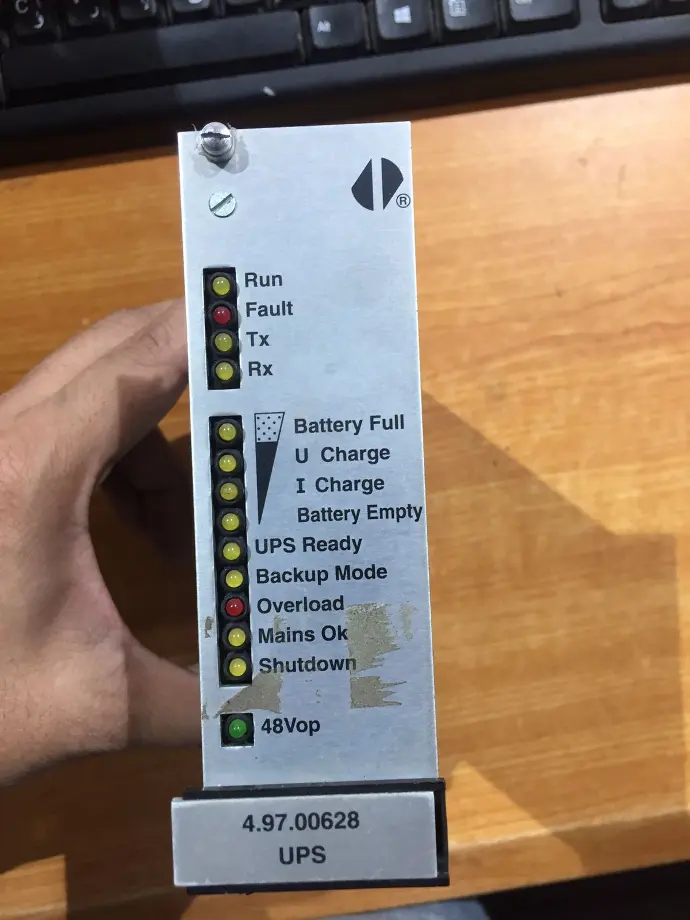 Alt
®
Run
Fault
Tx
Rx
Battery Full
U Charge
I Charge
Battery Empty
UPS Ready
Backup Mode
Overload
Mains Ok
Shutdown
48Vop
4.97.00628
UPS